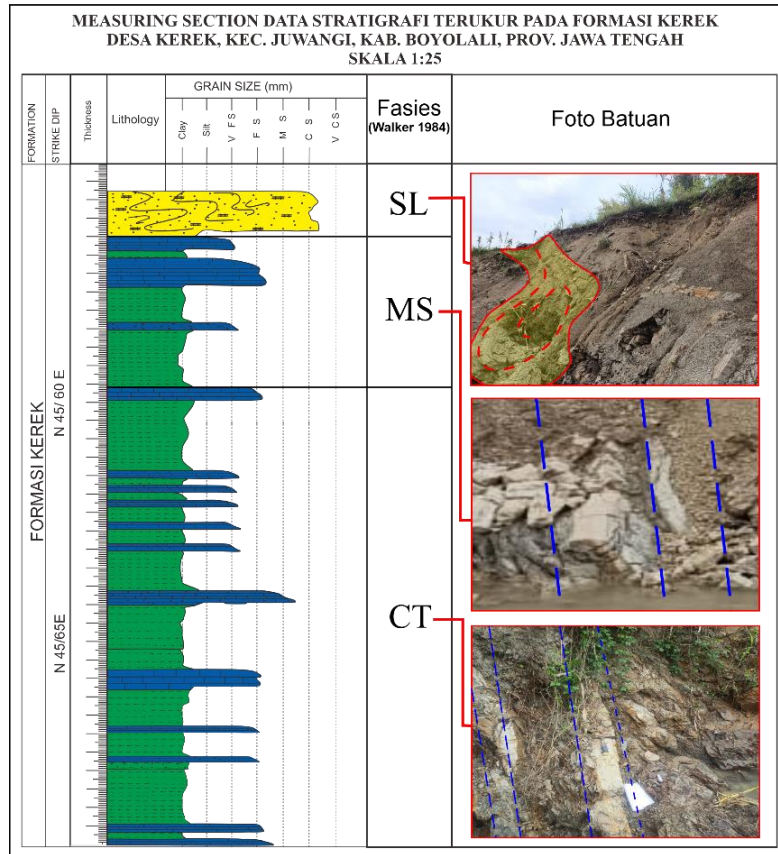 MEASURING SECTION DATA STRATIGRAFI TERUKUR PADA FORMASI KEREK
DESA KEREK, KEC. JUWANGI, KAB. BOYOLALI, PROV. JAWA TENGAH
SKALA 1:25
FORMATION
STRIKE DIP
Thickness
Lithology
GRAIN SIZE (mm)
Clay
Silt
V F S
F S
M S
C S
V C S
Fasies
(Walker 1984)
Foto Batuan
SL
MS
CT
FORMASI KEREK
N 45/ 60 E
N 45/65E